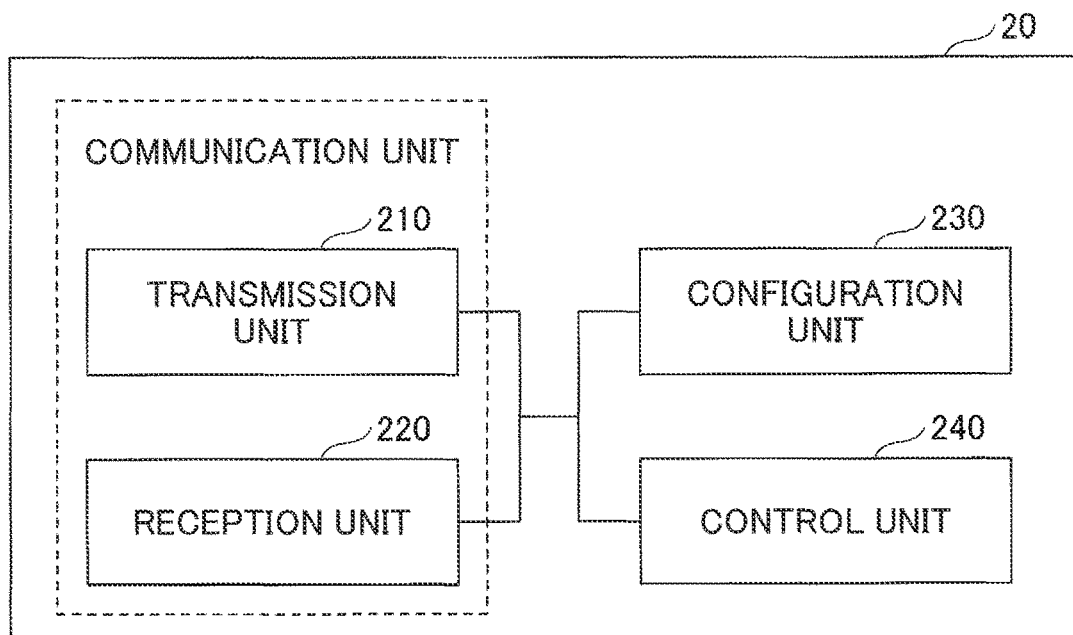 20
COMMUNICATION UNIT
210
TRANSMISSION
UNIT
220
RECEPTION UNIT
230
CONFIGURATION
UNIT
240
CONTROL UNIT